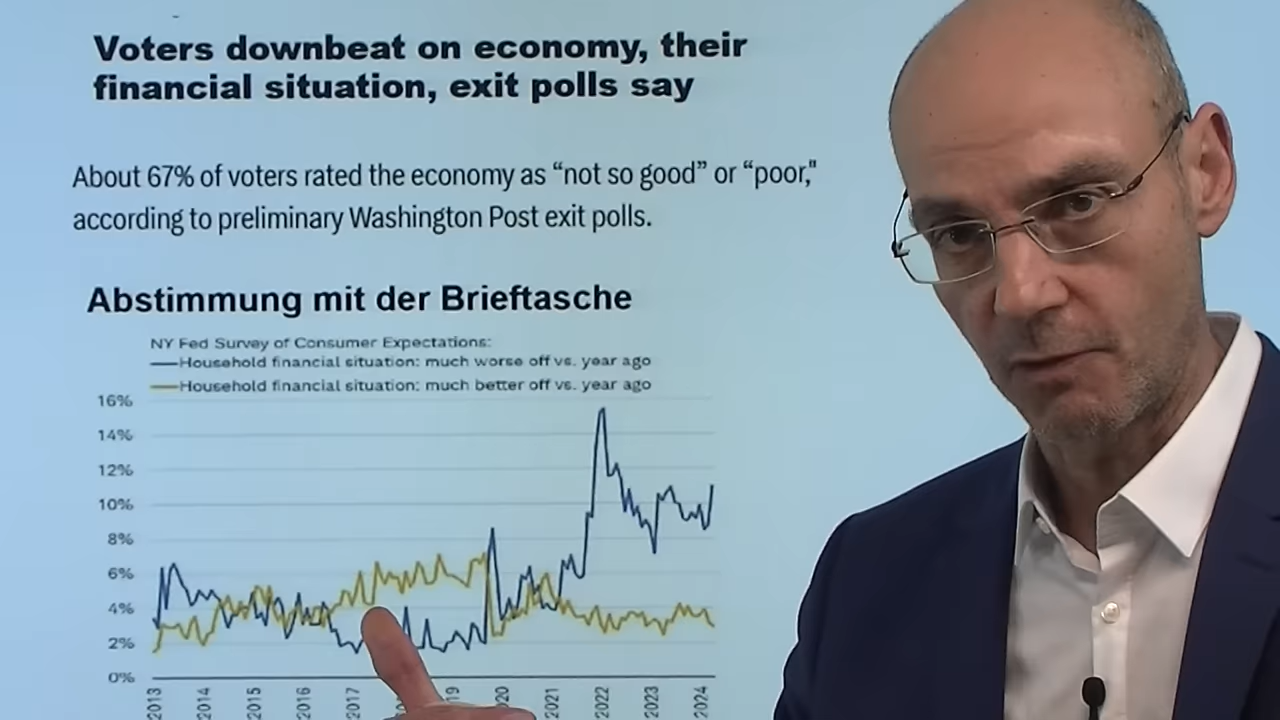 Voters downbeat on economy, their
financial situation, exit polls say
About 67% of voters rated the economy as “not so good” or “poor,"
according to preliminary Washington Post exit polls.
Abstimmung mit der Brieftasche
NY Fed Survey of Consumer Expectations:
Household financial situation: much worse off vs. year ago
Household financial situation: much better off vs. year ago
16%
14%
12%
10%
8%
6%
4%
2%
0%
2013
2014
2015
2016
2017
19
20
2021
2022
2023
2024